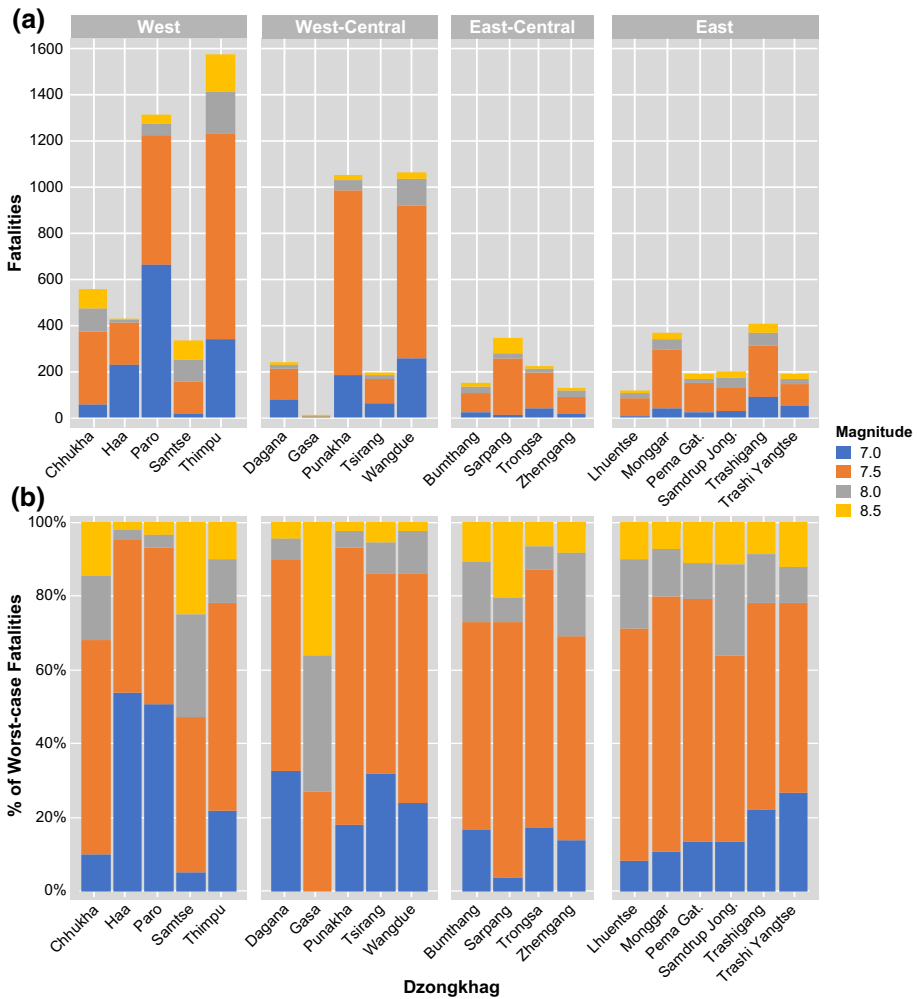 (a)
West
West-Central
East-Central
East
Fatalities
1600
1400
1200
1000
800
600
400
200
0
Chhukha
Haa
Paro
Samtse
Thimpu
Dagana
Gasa
Punakha
Tsirang
Wangdue
Bumthang
Sarpang
Trongsa
Zhemgang
Lhuentse
Monggar
Pema Gat.
Samdrup Jong.
Trashigang
Trashi Yangtse
Magnitude
7.0
7.5
8.0
8.5
(b)
% of Worst-case Fatalities
100%
80%
60%
40%
20%
0%
Chhukha
Haa
Paro
Samtse
Thimpu
Dagana
Gasa
Punakha
Tsirang
Wangdue
Bumthang
Sarpang
Trongsa
Zhemgang
Lhuentse
Monggar
Pema Gat.
Samdrup Jong.
Trashigang
Trashi Yangtse
Dzongkhag